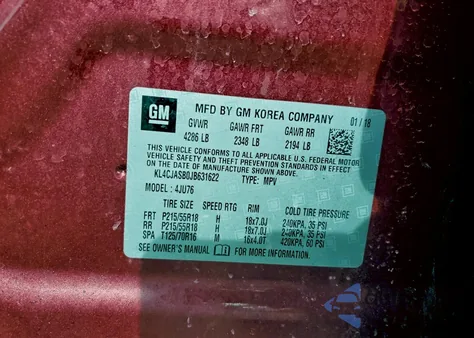 GM
MFD BY GM KOREA COMPANY 01/18
GVWR GAWR FRT GAWR RR
4286 LB 2348 LB 2194 LB
THIS VEHICLE CONFORMS TO ALL APPLICABLE U.S. FEDERAL MOTOR
VEHICLE SAFETY AND THEFT PREVENTION STANDARDS IN EFFECT
ON THE DATE OF MANUFACTURE SHOWN ABOVE.
KL4CJASB0JB631622 TYPE: MPV
MODEL: 4JU76
TIRE SIZE SPEED RTG RIM COLD TIRE PRESSURE
FRT P215/55R18 H 18x7.0J 240KPA, 35 PSI
RR P215/55R18 H 18x7.0J 240KPA, 35 PSI
SPA T125/70R16 M 16x4.0T 420KPA, 60 PSI
SEE OWNER'S MANUAL FOR MORE INFORMATION